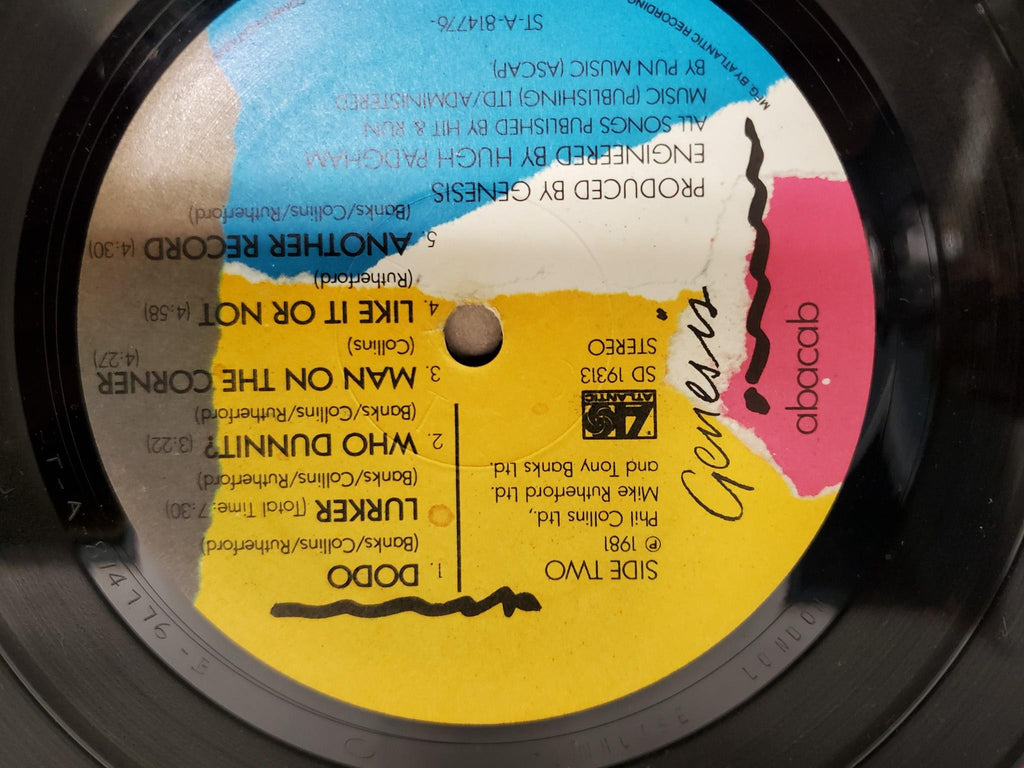 abacab
Genesis
ATLANTIC
SD 19313
STEREO
SIDE TWO
℗ 1981
Phil Collins Ltd.,
Mike Rutherford Ltd.
and Tony Banks Ltd.
1. DODO
(Banks/Collins/Rutherford)
LURKER (Total Time:7:30)
(Banks/Collins/Rutherford)
2. WHO DUNNIT? (3:22)
(Banks/Collins/Rutherford)
3. MAN ON THE CORNER
(4:27)
(Collins)
4. LIKE IT OR NOT (4:58)
(Rutherford)
5. ANOTHER RECORD (4:30)
(Banks/Collins/Rutherford)
PRODUCED BY GENESIS
ENGINEERED BY HUGH PADGHAM
ALL SONGS PUBLISHED BY HIT & RUN
MUSIC (PUBLISHING) LTD/ADMINISTERED
BY PUN MUSIC (ASCAP)
ST-A-814776-
MFG BY ATLANTIC RECORDING